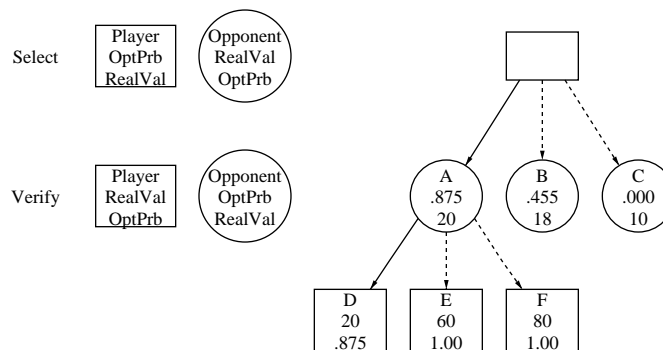 Select
Player
OptPrb
RealVal
Opponent
RealVal
OptPrb
Verify
Player
RealVal
OptPrb
Opponent
OptPrb
RealVal
A
.875
20
B
.455
18
C
.000
10
D
20
.875
E
60
1.00
F
80
1.00